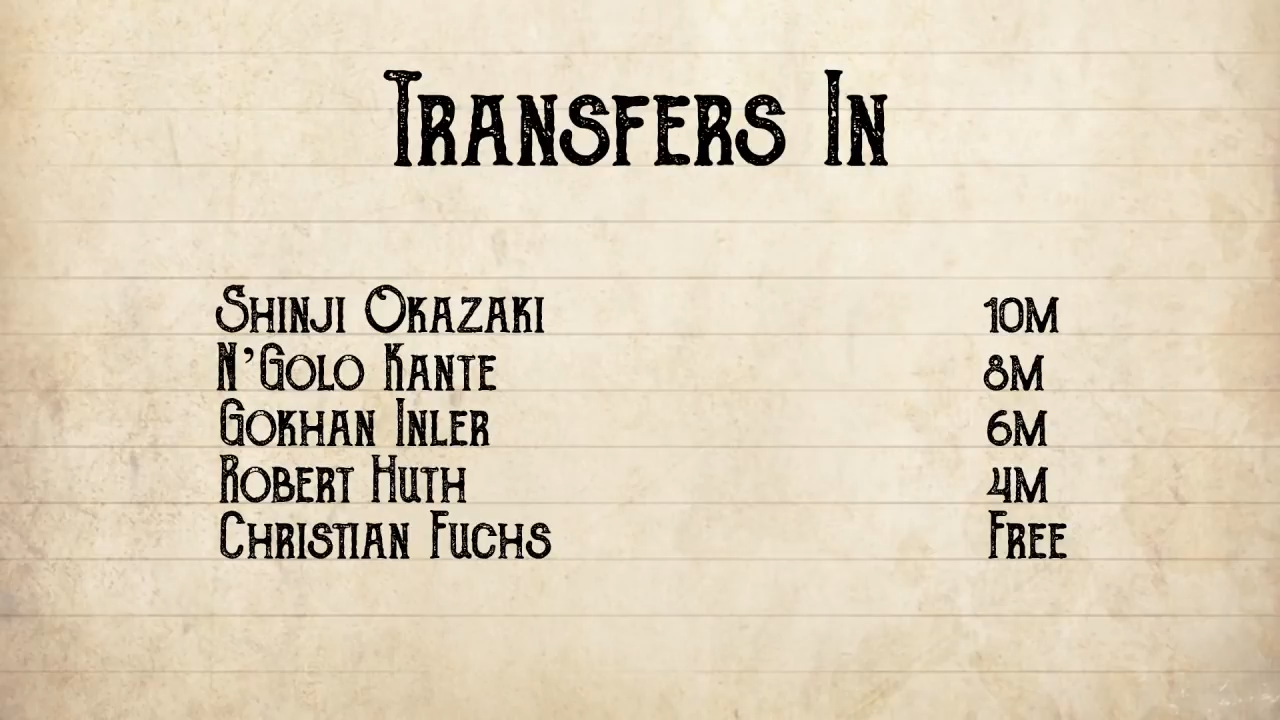 Transfers In
Shinji Okazaki 10M
N'Golo Kante 8M
Gokhan Inler 6M
Robert Huth 4M
Christian Fuchs Free